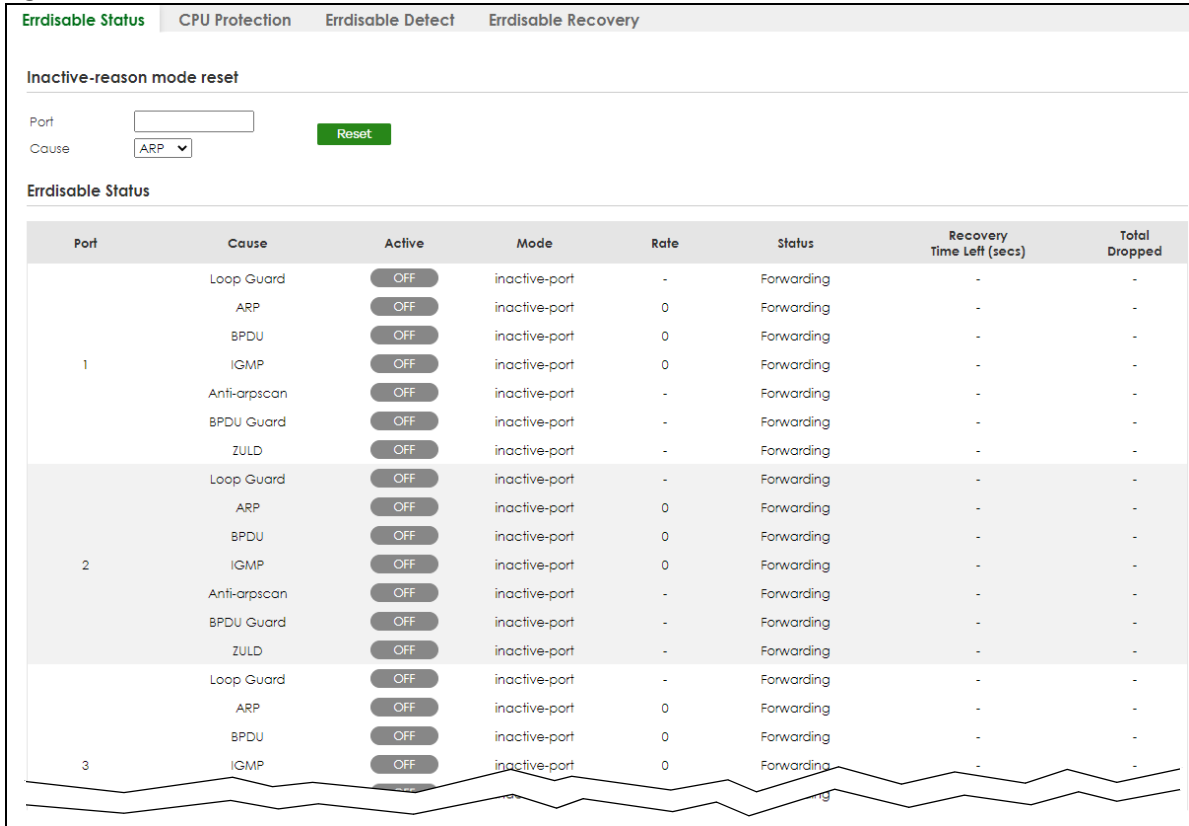 Errdisable Status CPU Protection Errdisable Detect Errdisable Recovery
Inactive-reason mode reset
Port
Reset
Cause ARP
Errdisable Status
Port Cause Active Mode Rate Status Recovery Time Left (secs) Total Dropped
Loop Guard OFF inactive-port - Forwarding - -
ARP OFF inactive-port 0 Forwarding - -
BPDU OFF inactive-port 0 Forwarding - -
1 IGMP OFF inactive-port 0 Forwarding - -
Anti-arpscan OFF inactive-port - Forwarding - -
BPDU Guard OFF inactive-port - Forwarding - -
ZULD OFF inactive-port - Forwarding - -
Loop Guard OFF inactive-port - Forwarding - -
ARP OFF inactive-port 0 Forwarding - -
BPDU OFF inactive-port 0 Forwarding - -
2 IGMP OFF inactive-port 0 Forwarding - -
Anti-arpscan OFF inactive-port - Forwarding - -
BPDU Guard OFF inactive-port - Forwarding - -
ZULD OFF inactive-port - Forwarding - -
Loop Guard OFF inactive-port - Forwarding - -
ARP OFF inactive-port 0 Forwarding - -
BPDU OFF inactive-port 0 Forwarding - -
3 IGMP OFF inactive-port 0 Forwarding - -